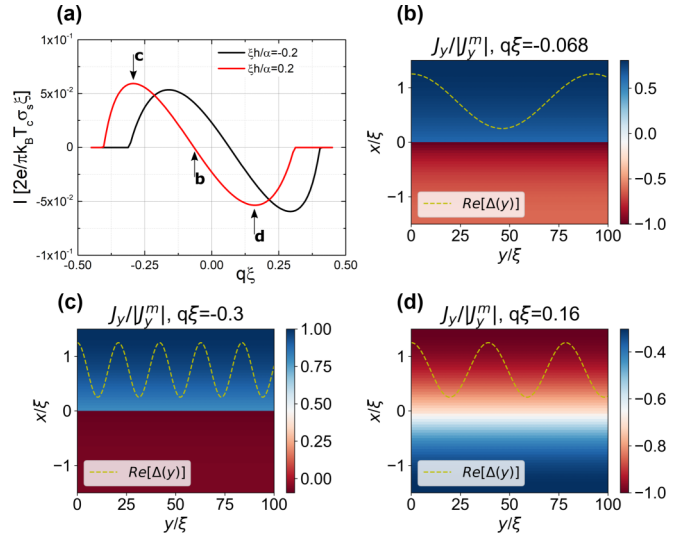 (a)
I [2e/πk_BT_cσ_sξ]
1x10^-1
5x10^-2
0
-5x10^-2
-1x10^-1
ξh/α=-0.2
ξh/α=0.2
c
b
d
-0.50 -0.25 0.00 0.25 0.50
qξ
(b)
J_y/|J_y^m|, qξ=-0.068
x/ξ
1
0
−1
Re[Δ(y)]
0 25 50 75 100
y/ξ
0.5
0.0
−0.5
−1.0
(c)
J_y/|J_y^m|, qξ=-0.3
x/ξ
1
0
−1
Re[Δ(y)]
0 25 50 75 100
y/ξ
1.00
0.75
0.50
0.25
0.00
(d)
J_y/|J_y^m|, qξ=0.16
x/ξ
1
0
−1
Re[Δ(y)]
0 25 50 75 100
y/ξ
−0.4
−0.6
−0.8
−1.0